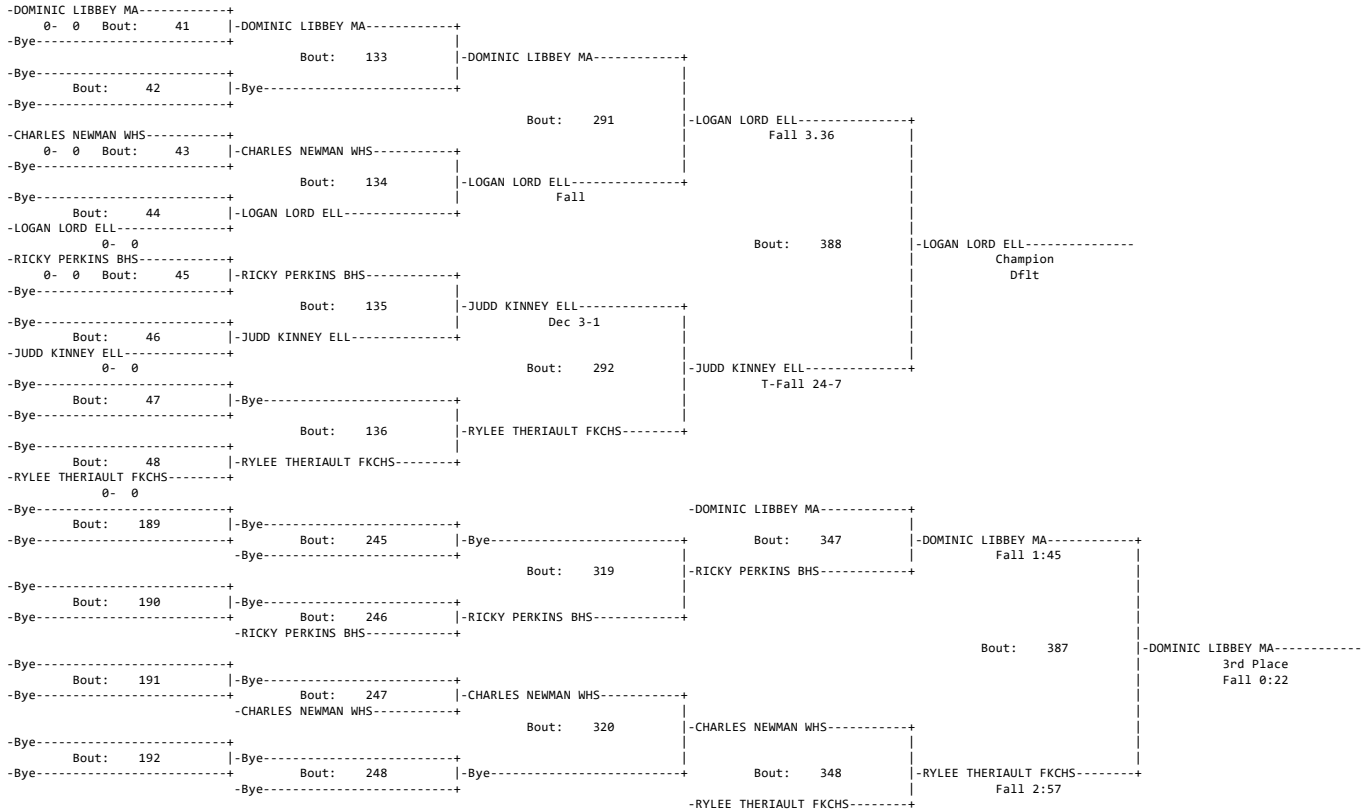 -DOMINIC LIBBEY MA------------+
0- 0 Bout: 41 |-DOMINIC LIBBEY MA------------+
-Bye--------------------------+ |
Bout: 133 |-DOMINIC LIBBEY MA------------+
-Bye--------------------------+ | |
Bout: 42 |-Bye--------------------------+ |
-Bye--------------------------+ |
Bout: 291 |-LOGAN LORD ELL---------------+
-CHARLES NEWMAN WHS-----------+ | Fall 3.36 |
0- 0 Bout: 43 |-CHARLES NEWMAN WHS-----------+ | |
-Bye--------------------------+ | | |
Bout: 134 |-LOGAN LORD ELL---------------+ |
-Bye--------------------------+ | Fall |
Bout: 44 |-LOGAN LORD ELL---------------+ |
-LOGAN LORD ELL---------------+ |
0- 0 Bout: 388 |-LOGAN LORD ELL---------------
-RICKY PERKINS BHS------------+ | Champion
0- 0 Bout: 45 |-RICKY PERKINS BHS------------+ | Dflt
-Bye--------------------------+ | |
Bout: 135 |-JUDD KINNEY ELL--------------+ |
-Bye--------------------------+ | Dec 3-1 | |
Bout: 46 |-JUDD KINNEY ELL--------------+ | |
-JUDD KINNEY ELL--------------+ | |
0- 0 Bout: 292 |-JUDD KINNEY ELL--------------+
-Bye--------------------------+ | T-Fall 24-7
Bout: 47 |-Bye--------------------------+ |
-Bye--------------------------+ | |
Bout: 136 |-RYLEE THERIAULT FKCHS--------+
-Bye--------------------------+ |
Bout: 48 |-RYLEE THERIAULT FKCHS--------+
-RYLEE THERIAULT FKCHS--------+
0- 0
-Bye--------------------------+ -DOMINIC LIBBEY MA------------+
Bout: 189 |-Bye--------------------------+ |
-Bye--------------------------+ Bout: 245 |-Bye--------------------------+ Bout: 347 |-DOMINIC LIBBEY MA------------+
-Bye--------------------------+ | | Fall 1:45 |
Bout: 319 |-RICKY PERKINS BHS------------+ |
-Bye--------------------------+ | |
Bout: 190 |-Bye--------------------------+ | |
-Bye--------------------------+ Bout: 246 |-RICKY PERKINS BHS------------+ |
-RICKY PERKINS BHS------------+ |
Bout: 387 |-DOMINIC LIBBEY MA------------
-Bye--------------------------+ | 3rd Place
Bout: 191 |-Bye--------------------------+ | Fall 0:22
-Bye--------------------------+ Bout: 247 |-CHARLES NEWMAN WHS-----------+ |
-CHARLES NEWMAN WHS-----------+ | |
Bout: 320 |-CHARLES NEWMAN WHS-----------+ |
-Bye--------------------------+ | | |
Bout: 192 |-Bye--------------------------+ | | |
-Bye--------------------------+ Bout: 248 |-Bye--------------------------+ Bout: 348 |-RYLEE THERIAULT FKCHS--------+
-Bye--------------------------+ | Fall 2:57
-RYLEE THERIAULT FKCHS--------+